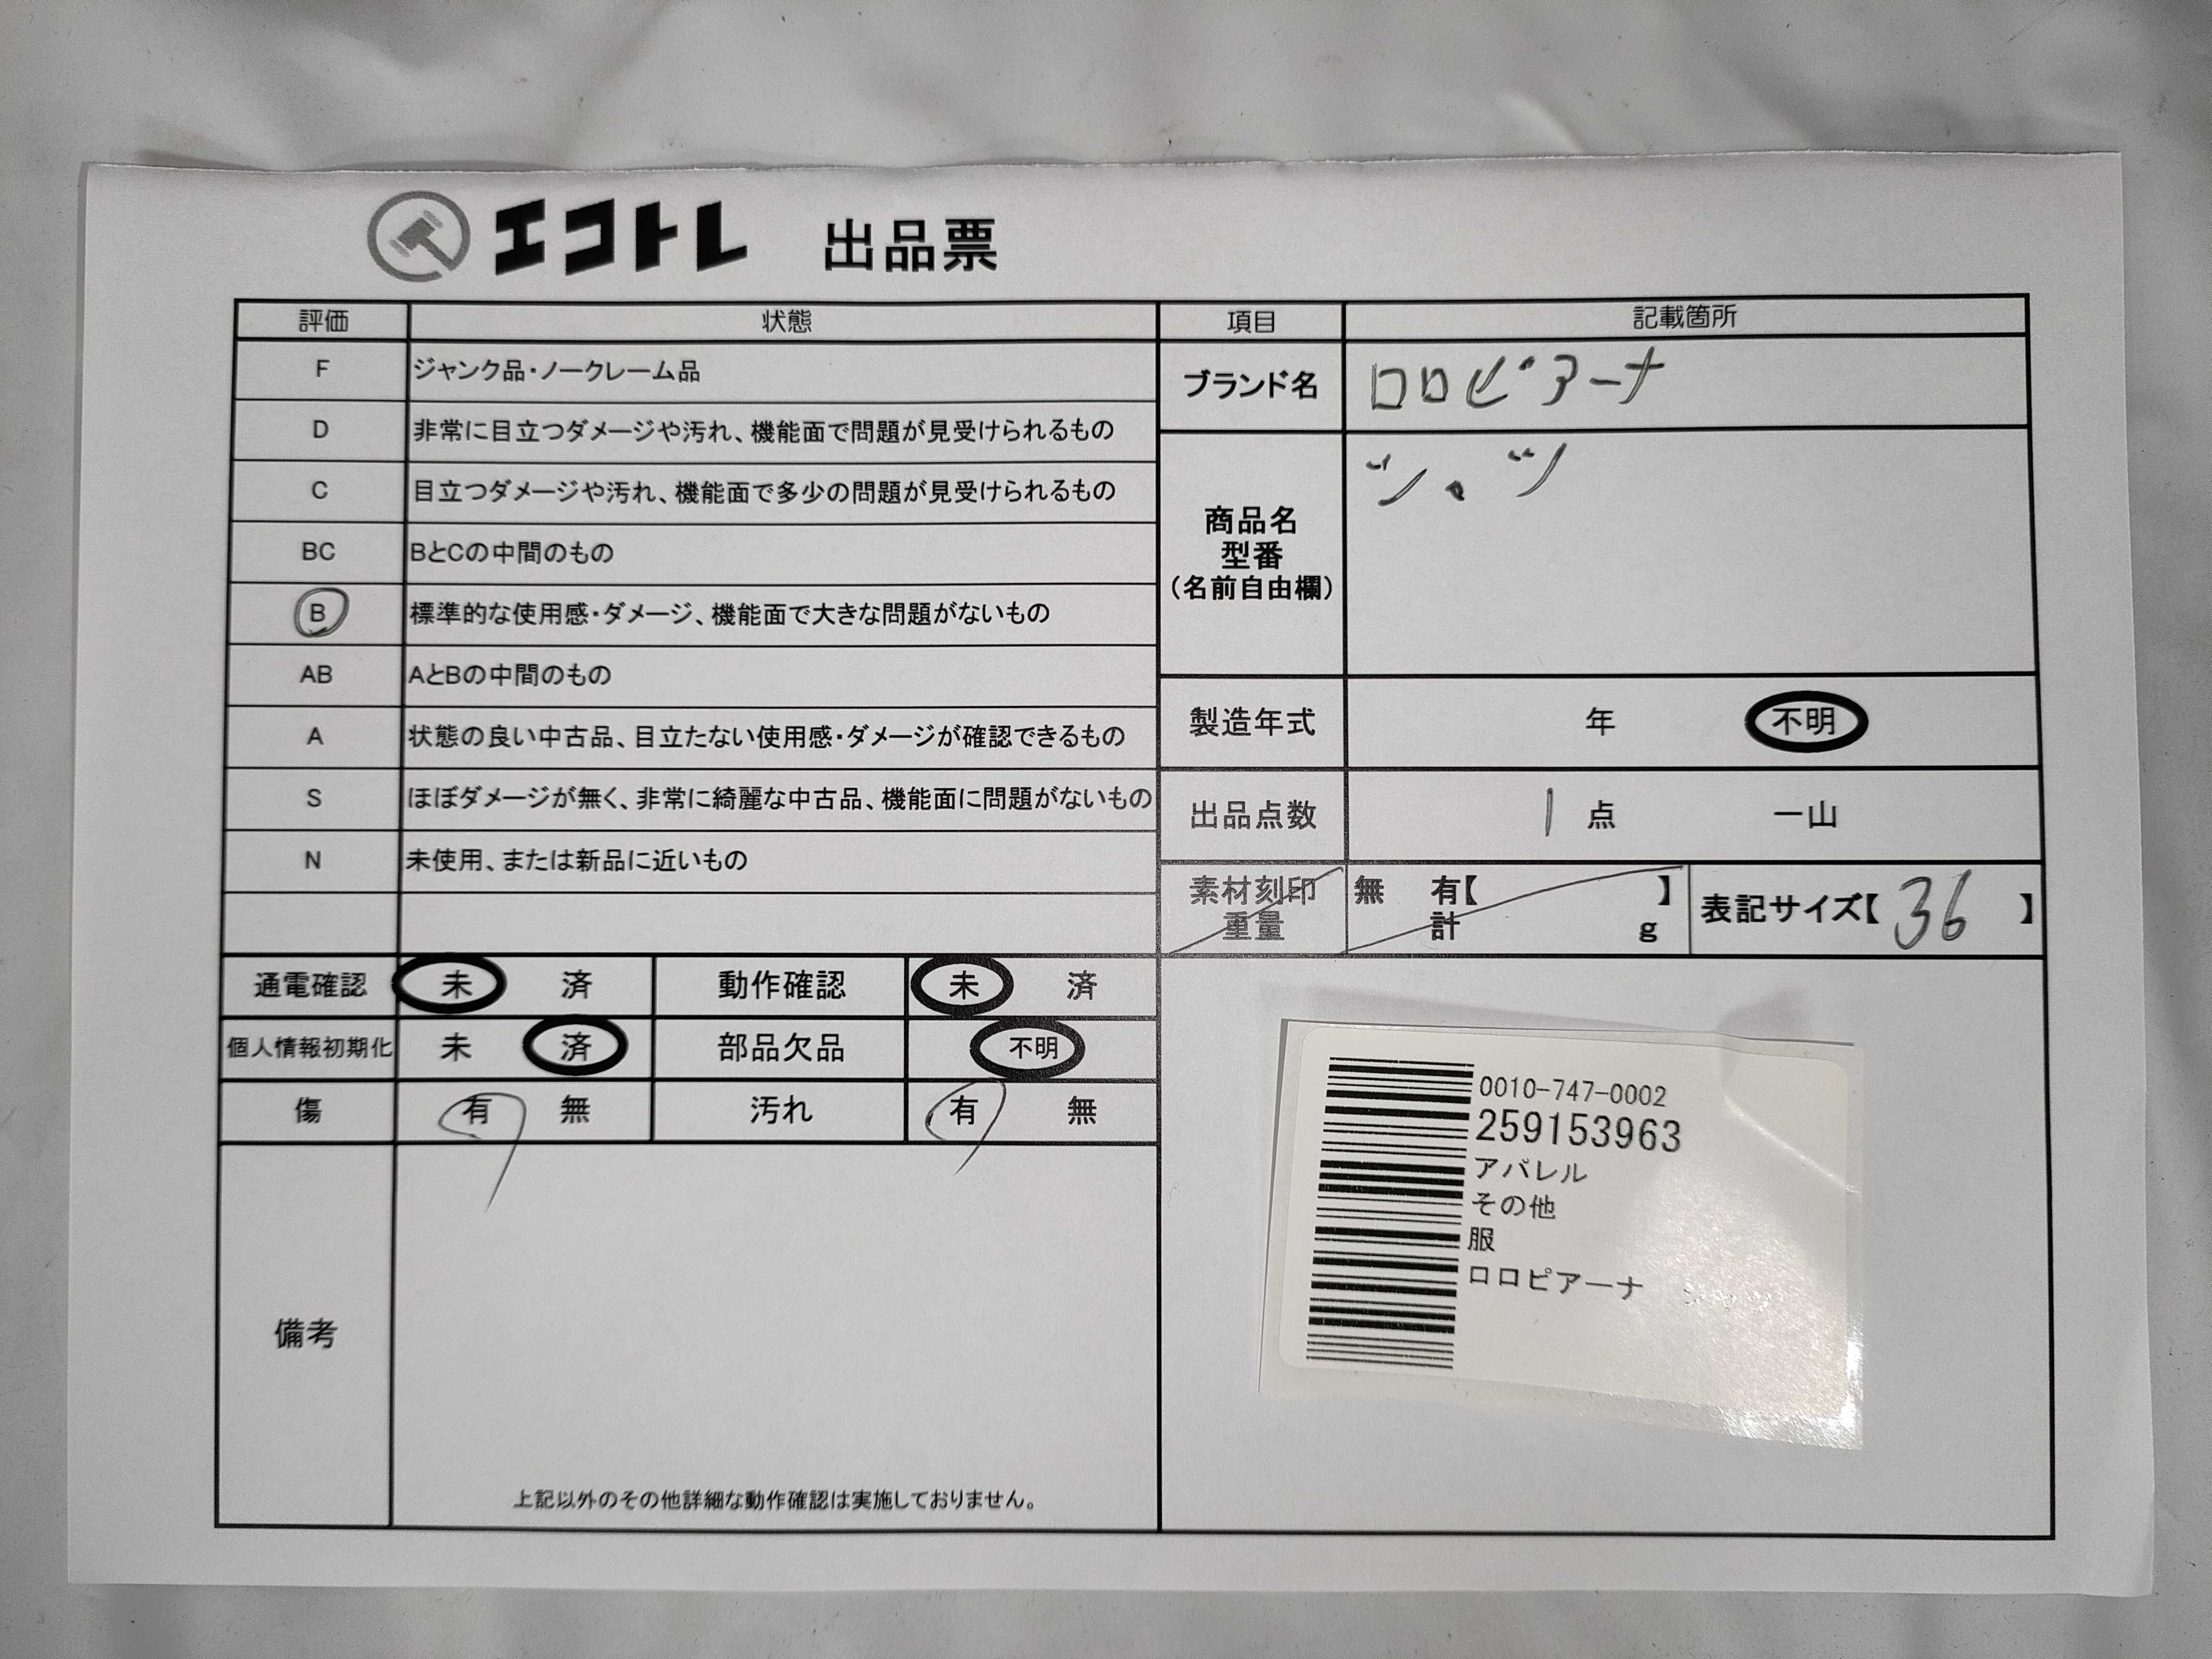 エコトレ 出品票
評価 状態
F ジャンク品・ノークレーム品
D 非常に目立つダメージや汚れ、機能面で問題が見受けられるもの
C 目立つダメージや汚れ、機能面で多少の問題が見受けられるもの
BC BとCの中間のもの
B 標準的な使用感・ダメージ、機能面で大きな問題がないもの
AB AとBの中間のもの
A 状態の良い中古品、目立たない使用感・ダメージが確認できるもの
S ほぼダメージが無く、非常に綺麗な中古品、機能面に問題がないもの
N 未使用、または新品に近いもの
通電確認 未 済 動作確認 未 済
個人情報初期化 未 済 部品欠品 不明
傷 有 無 汚れ 有 無
備考
上記以外のその他詳細な動作確認は実施しておりません。
項目 記載箇所
ブランド名 ロロピアーナ
商品名
型番
(名前自由欄)
製造年式 年 不明
出品点数 1 点 一山
素材刻印 無 有【 】
重量 計 g
表記サイズ【 36 】
0010-747-0002
259153963
アパレル
その他
服
ロロピアーナ